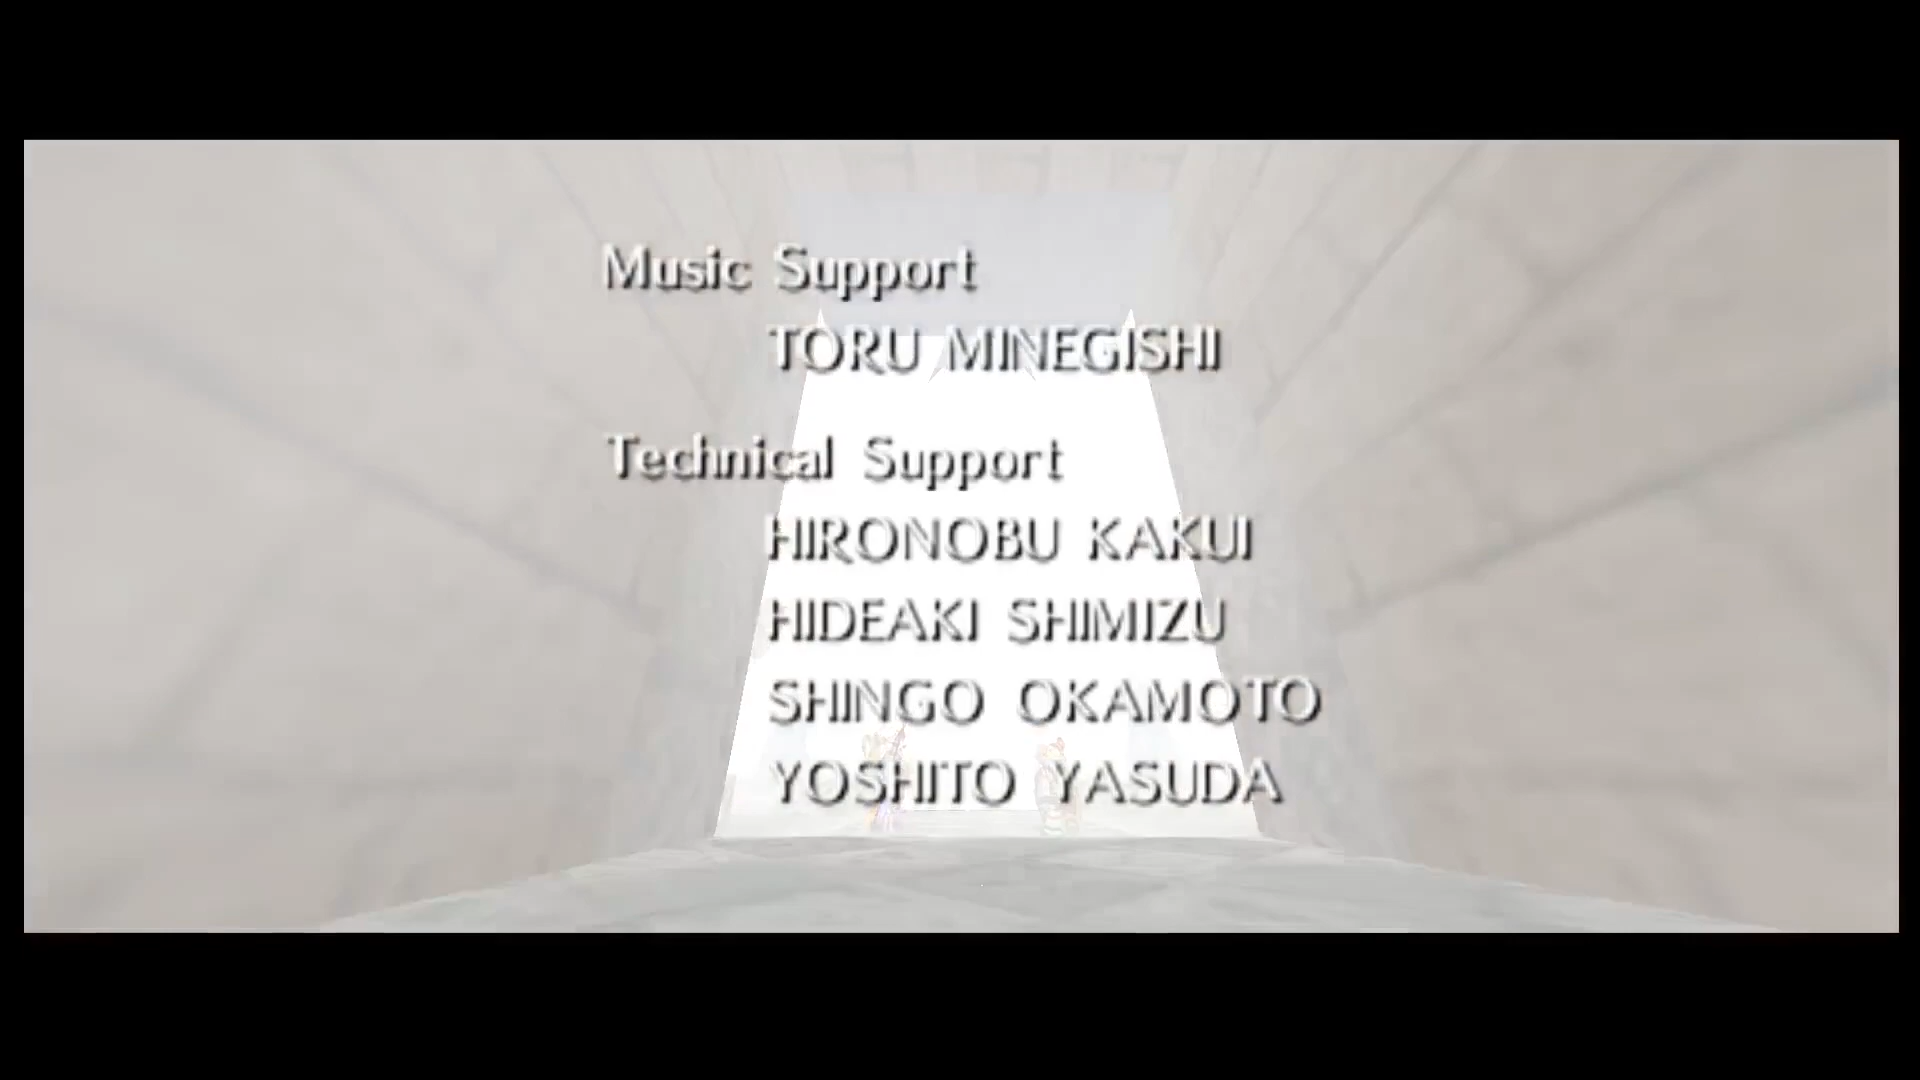 Music Support
TORU MINEGISHI
Technical Support
HIRONOBU KAKUI
HIDEAKI SHIMIZU
SHINGO OKAMOTO
YOSHITO YASUDA